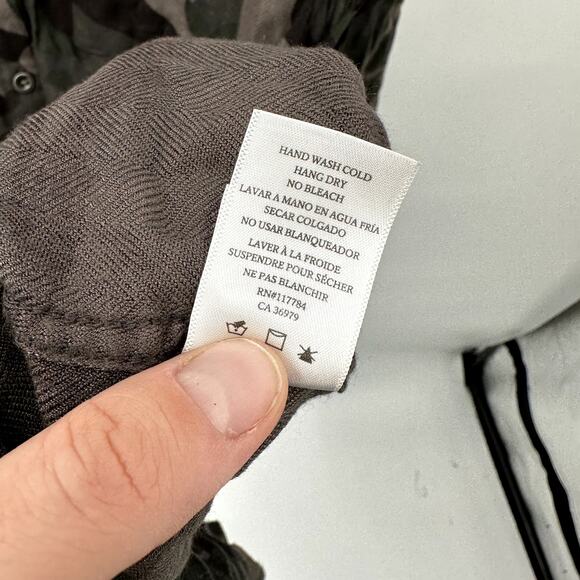 HAND WASH COLD
HANG DRY
NO BLEACH
LAVAR A MANO EN AGUA FRÍA
SECAR COLGADO
NO USAR BLANQUEADOR
LAVER À LA FROIDE
SUSPENDRE POUR SÉCHER
NE PAS BLANCHIR
RN#117784
CA 36979